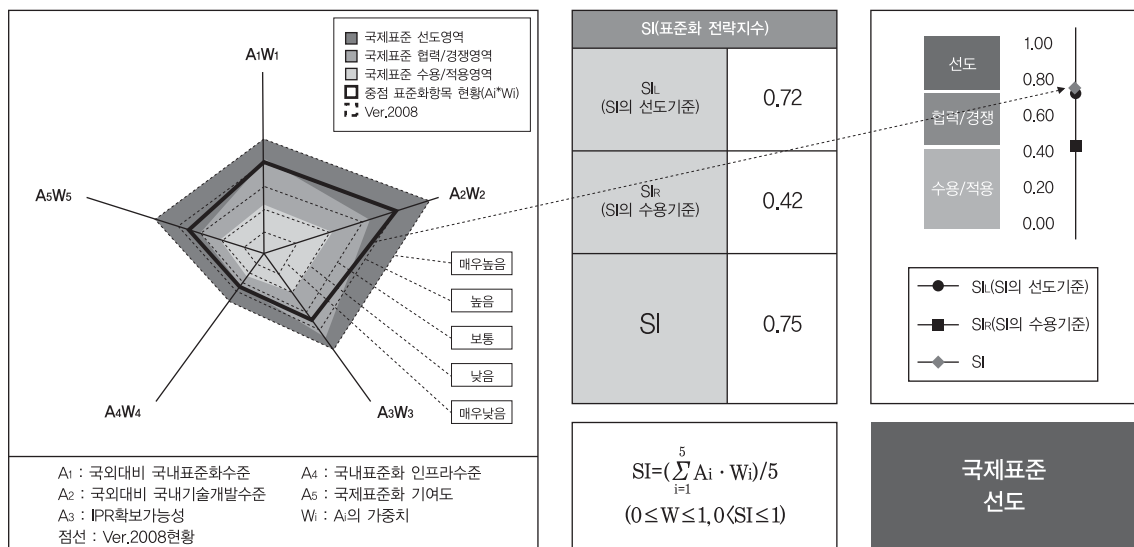 A₁W₁
A₂W₂
A₃W₃
A₄W₄
A₅W₅
국제표준 선도영역
국제표준 협력/경쟁영역
국제표준 수용/적용영역
중점 표준화항목 현황(Ai*Wi)
Ver.2008
매우높음
높음
보통
낮음
매우낮음
A₁ : 국외대비 국내표준화수준
A₂ : 국외대비 국내기술개발수준
A₃ : IPR확보가능성
점선 : Ver.2008현황
A₄ : 국내표준화 인프라수준
A₅ : 국제표준화 기여도
Wᵢ : Aᵢ의 가중치
SI(표준화 전략지수)
SIL
(SI의 선도기준)
0.72
SIR
(SI의 수용기준)
0.42
SI
0.75
SI=(∑Ai · Wi)/5
5
i=1
(0≤W≤1, 0<SI≤1)
선도
협력/경쟁
수용/적용
1.00
0.80
0.60
0.40
0.20
0.00
SIL(SI의 선도기준)
SIR(SI의 수용기준)
SI
국제표준
선도